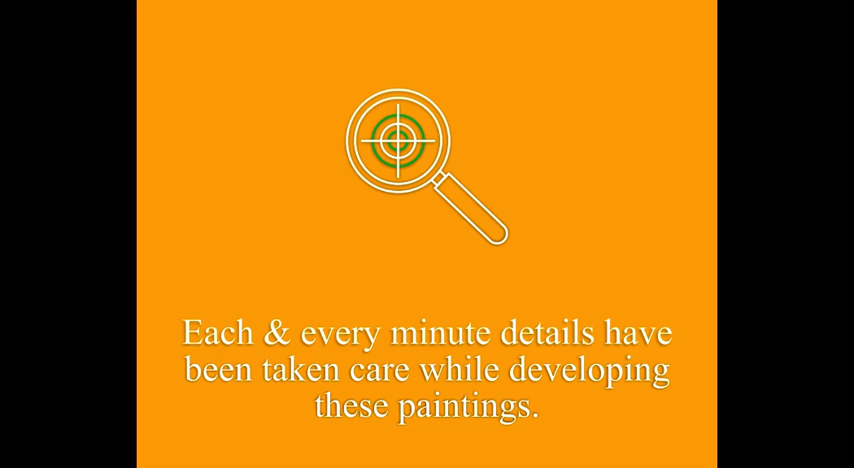 Each & every minute details have
been taken care while developing
these paintings.